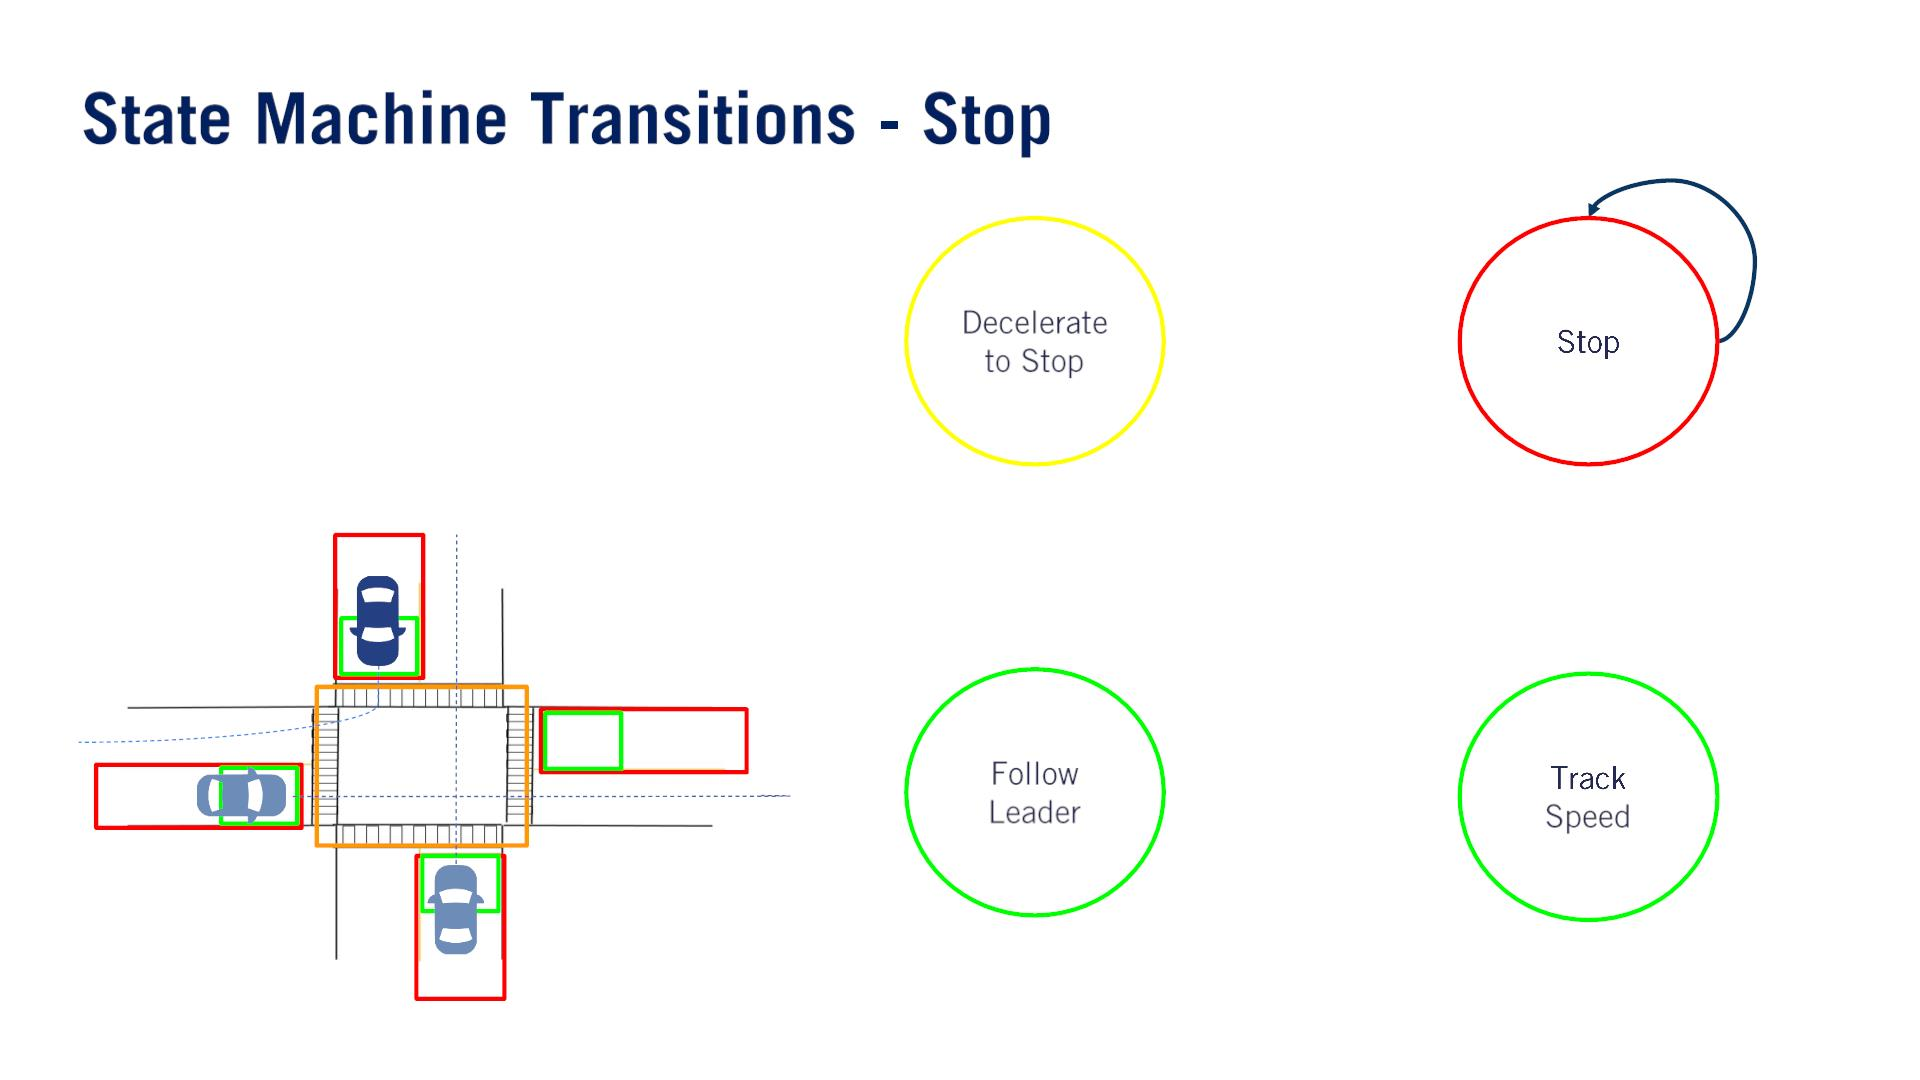 State Machine Transitions - Stop
Decelerate
to Stop
Stop
Follow
Leader
Track
Speed